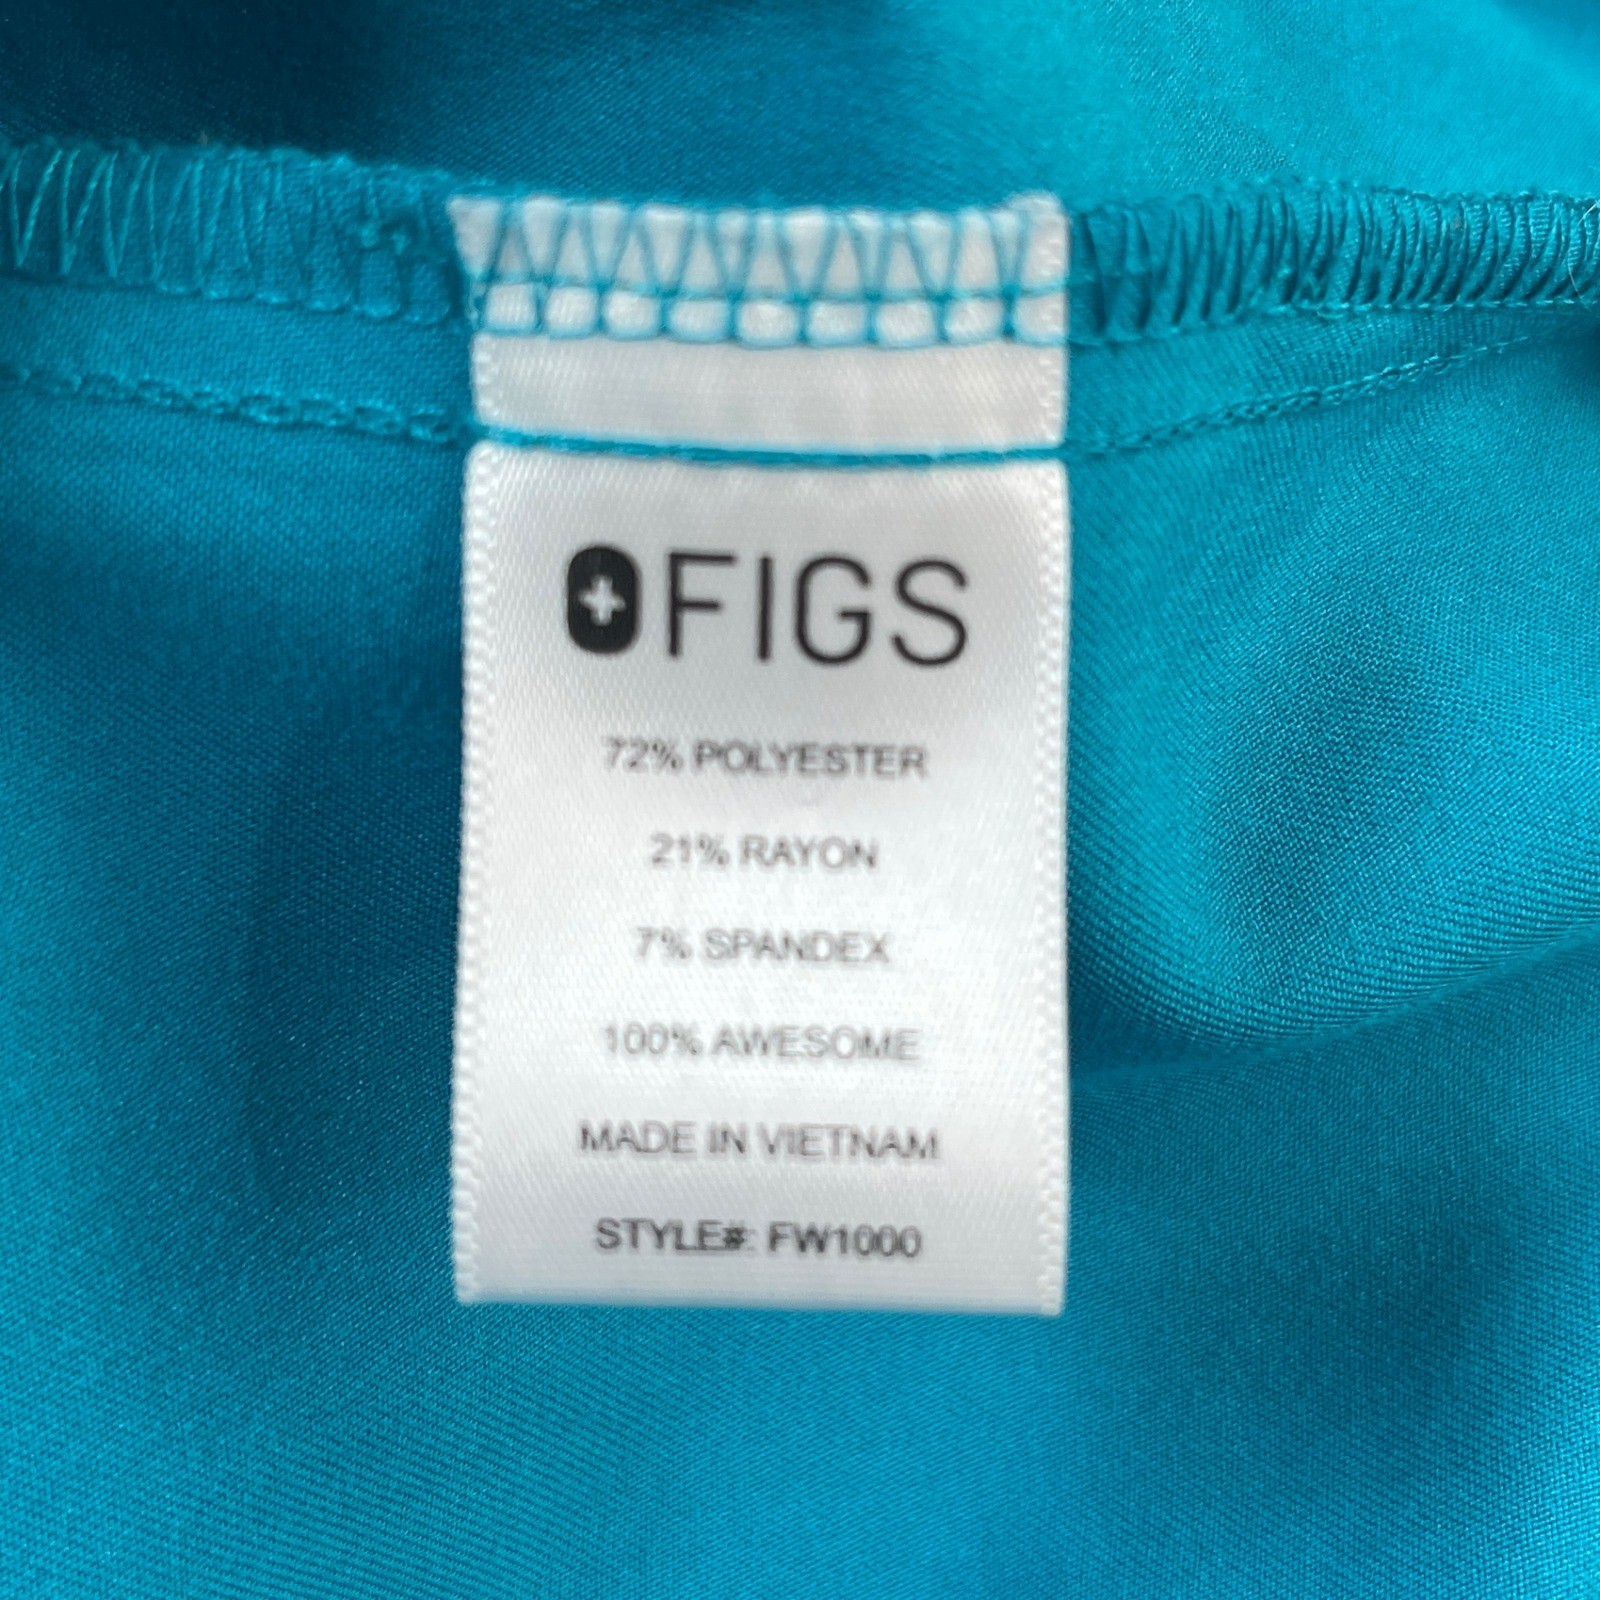 FIGS
72% POLYESTER
21% RAYON
7% SPANDEX
100% AWESOME
MADE IN VIETNAM
STYLE#: FW1000